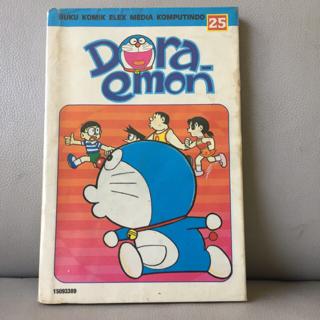 BUKU KOMIK ELEX MEDIA KOMPUTINDO
25
Dora
emon
15093389